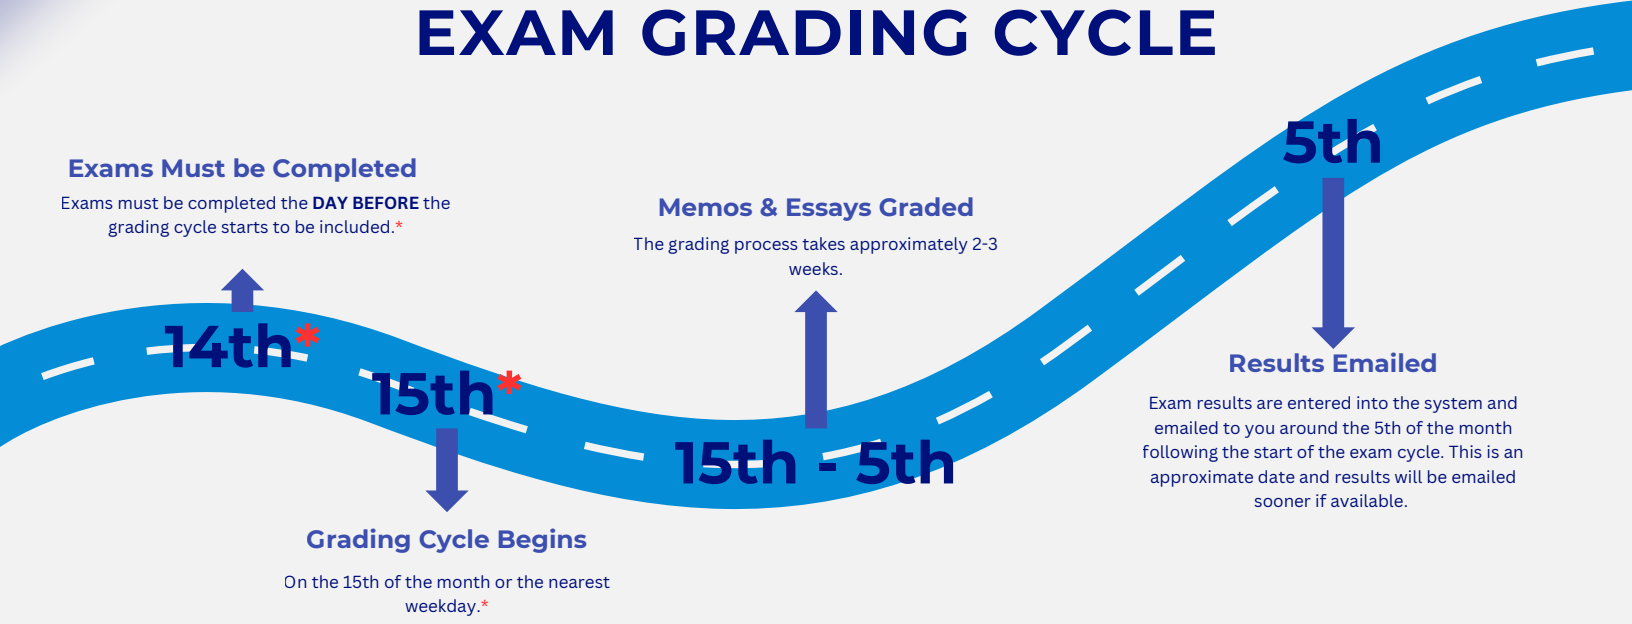 EXAM GRADING CYCLE
Exams Must be Completed
Exams must be completed the DAY BEFORE the
grading cycle starts to be included.*
14th*
15th*
Grading Cycle Begins
On the 15th of the month or the nearest
weekday.*
Memos & Essays Graded
The grading process takes approximately 2-3
weeks.
15th - 5th
5th
Results Emailed
Exam results are entered into the system and
emailed to you around the 5th of the month
following the start of the exam cycle. This is an
approximate date and results will be emailed
sooner if available.